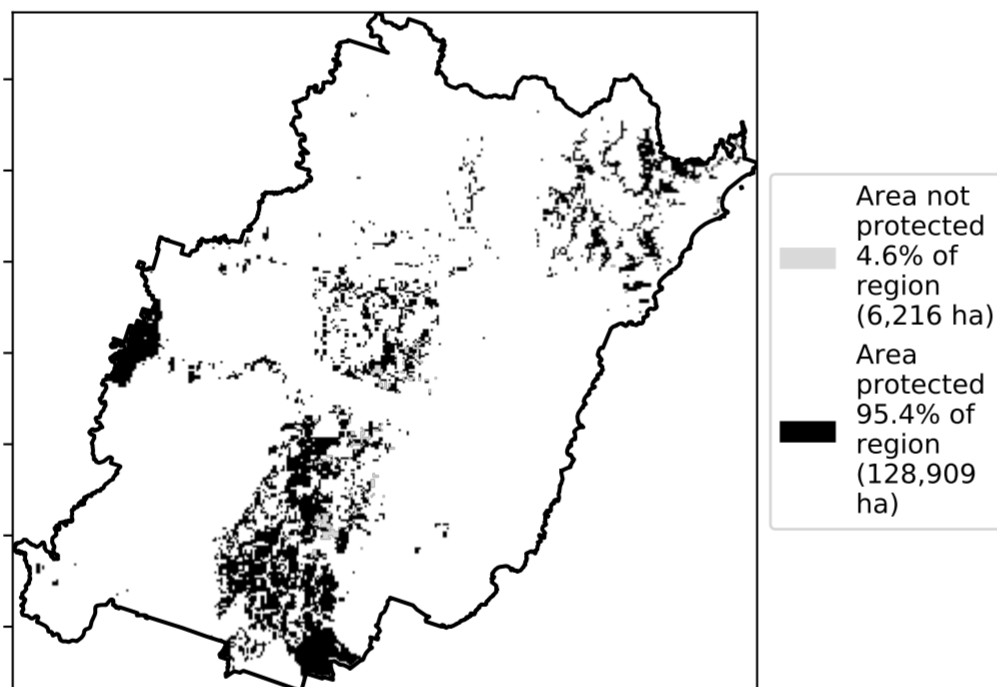 Area not
protected
4.6% of
region
(6,216 ha)
Area
protected
95.4% of
region
(128,909
ha)